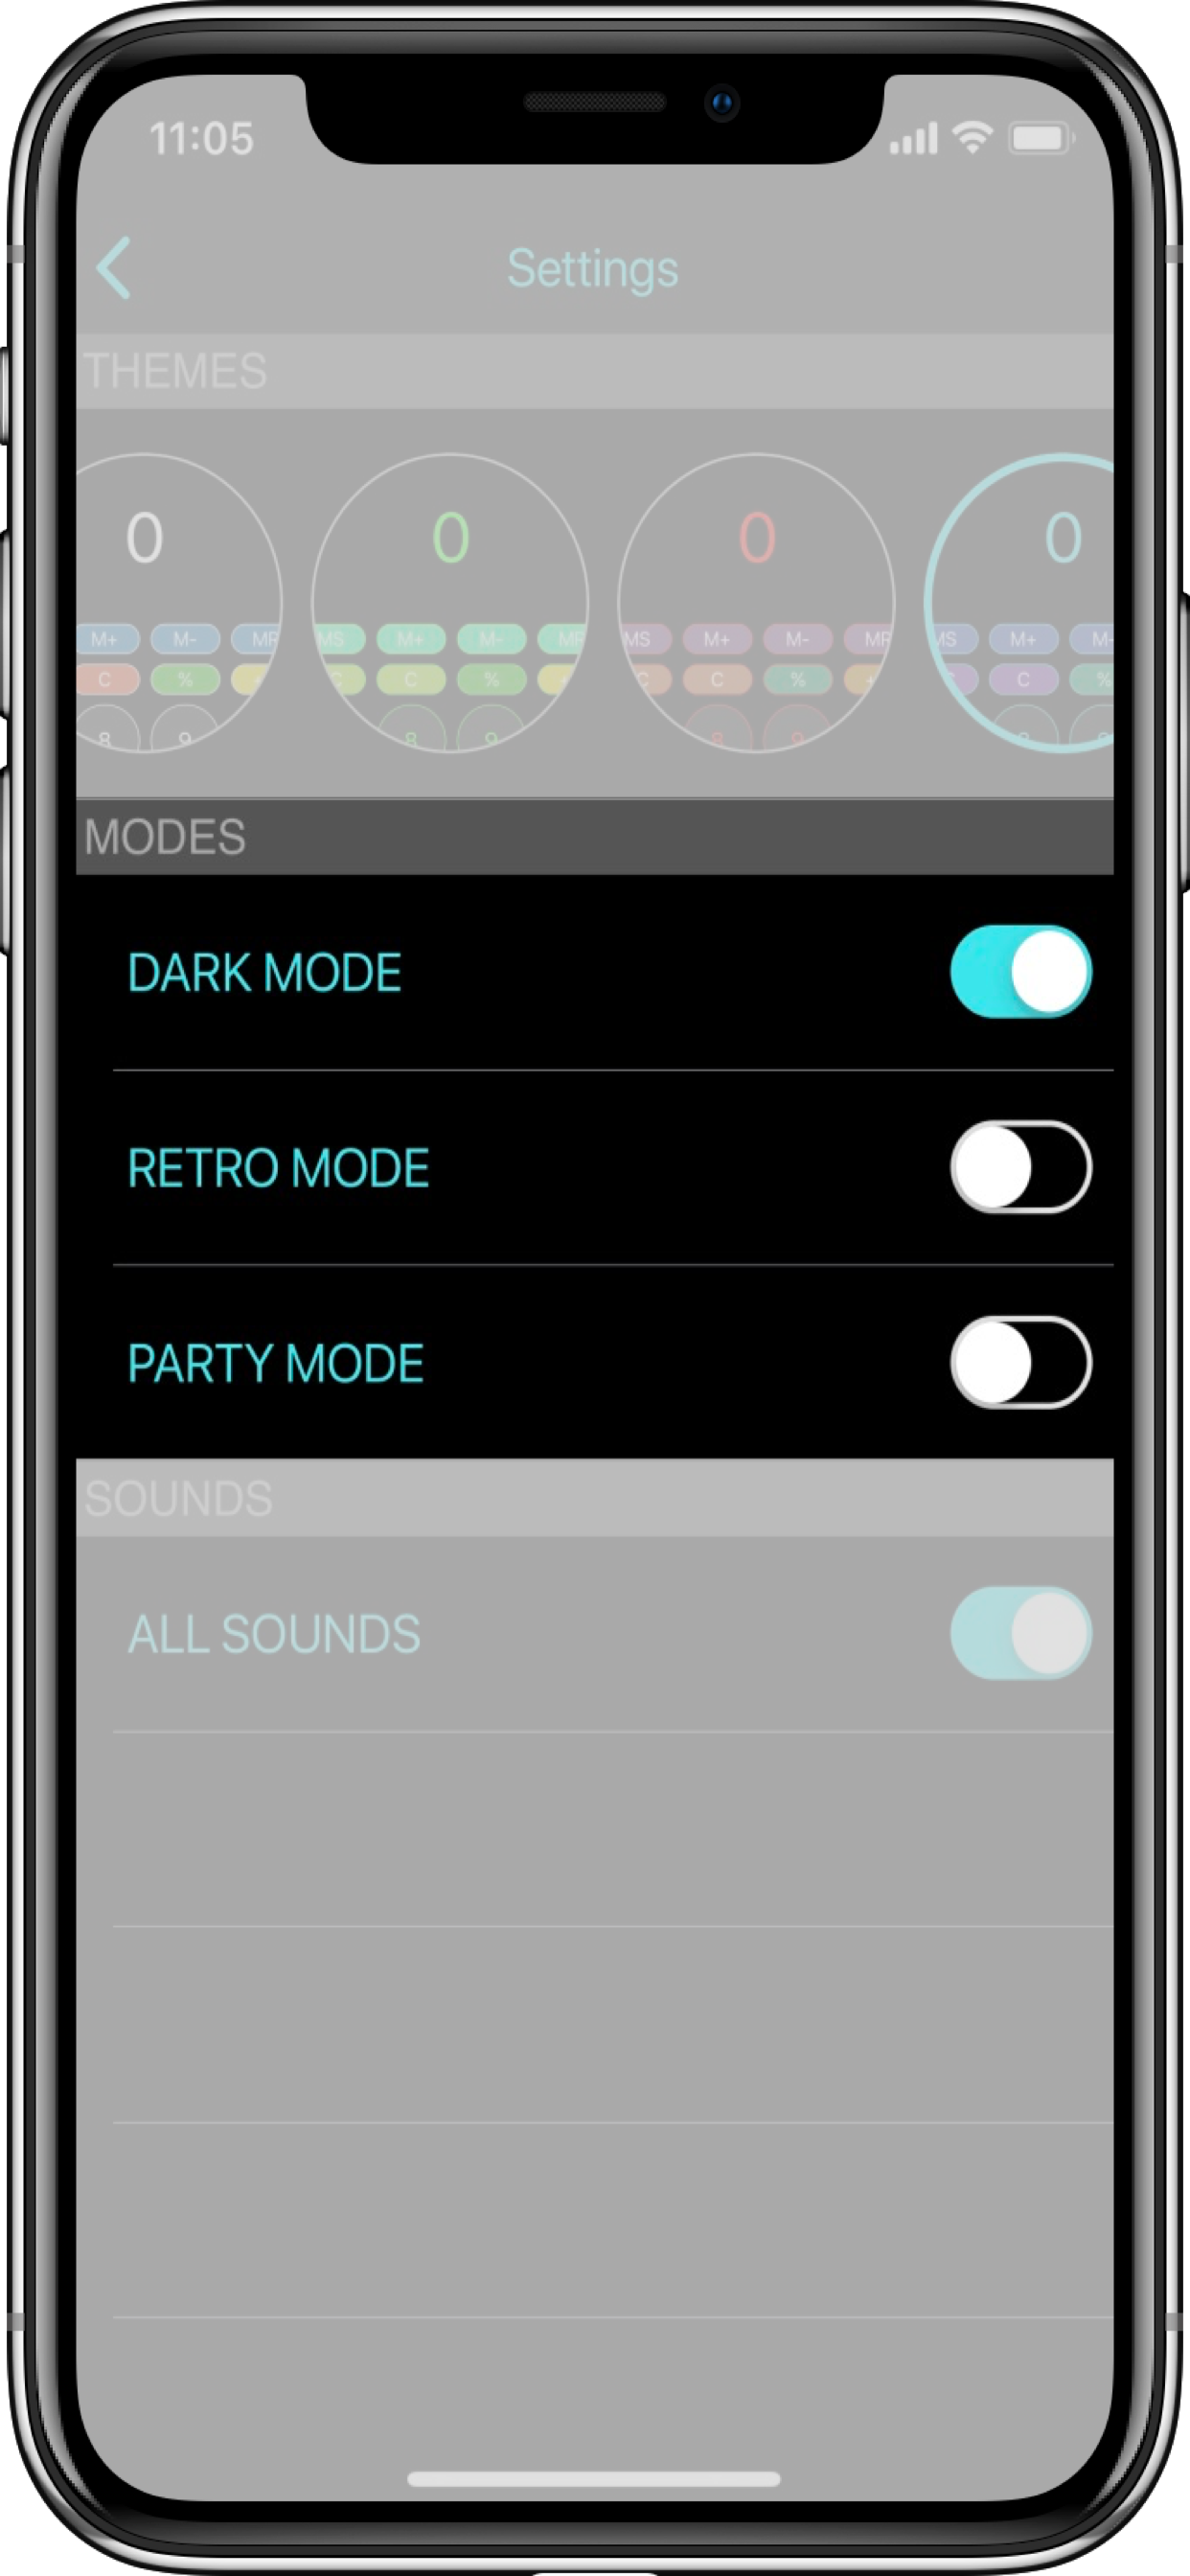 11:05
Settings
THEMES
0 0 0 0
M+ M- MR MS M+ M- MR MS M+ M- MR MS M+ M-
C % + C C % + C C % + C C %
8 9 8 9 8 9 8 9
MODES
DARK MODE
RETRO MODE
PARTY MODE
SOUNDS
ALL SOUNDS